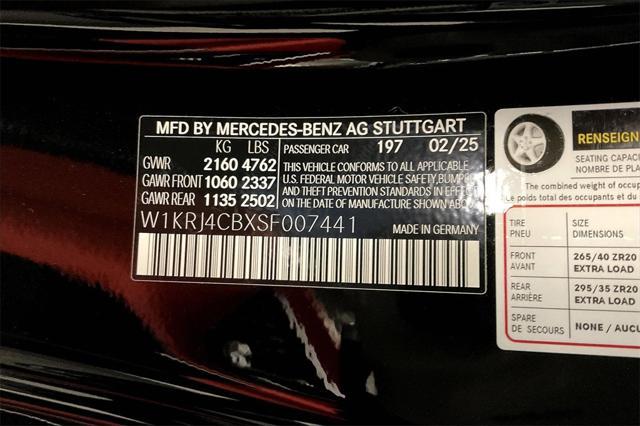 MFD BY MERCEDES-BENZ AG STUTTGART
KG LBS PASSENGER CAR 197 02/25
GVWR 2160 4762
GAWR FRONT 1060 2337
GAWR REAR 1135 2502
THIS VEHICLE CONFORMS TO ALL APPLICABLE
U.S. FEDERAL MOTOR VEHICLE SAFETY, BUMPER
AND THEFT PREVENTION STANDARDS IN EFFECT
ON THE DATE OF MANUFACTURE SHOWN ABOVE
W1KRJ4CBXSF007441 MADE IN GERMANY
RENSEIGN
SEATING CAPACI
NOMBRE DE PLA
The combined weight of occup
Le poids total des occupants et du
TIRE SIZE
PNEU DIMENSIONS
FRONT 265/40 ZR20
AVANT EXTRA LOAD
REAR 295/35 ZR20
ARRIÈRE EXTRA LOAD
SPARE
DE SECOURS NONE / AUCU